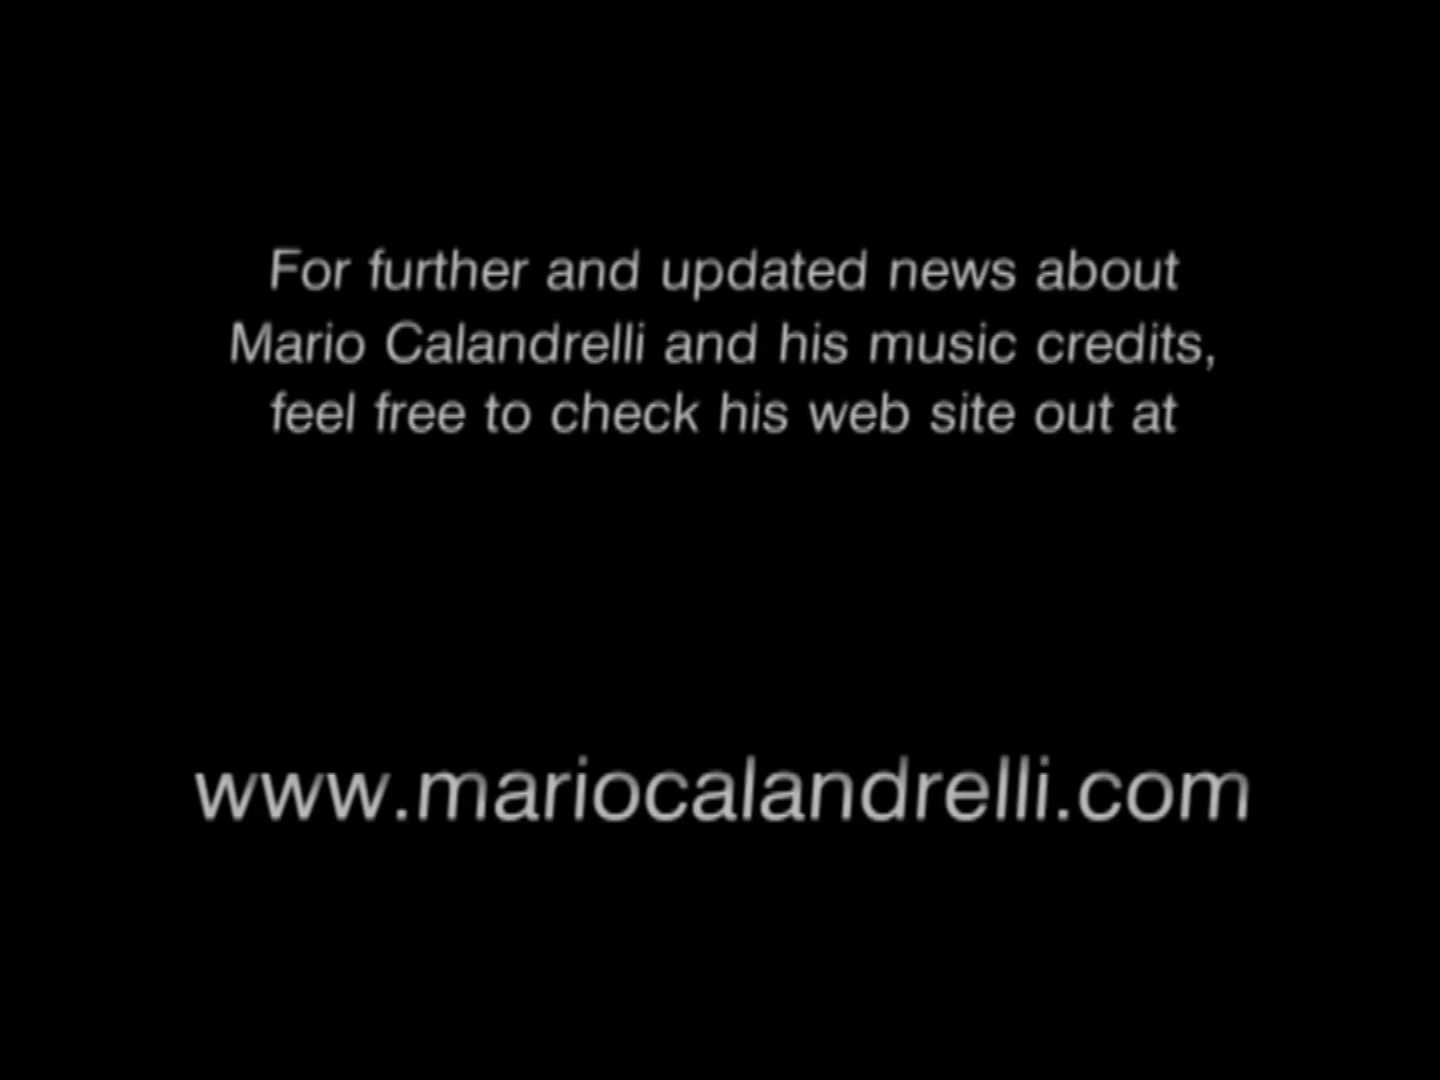 For further and updated news about
Mario Calandrelli and his music credits,
feel free to check his web site out at
www.mariocalandrelli.com